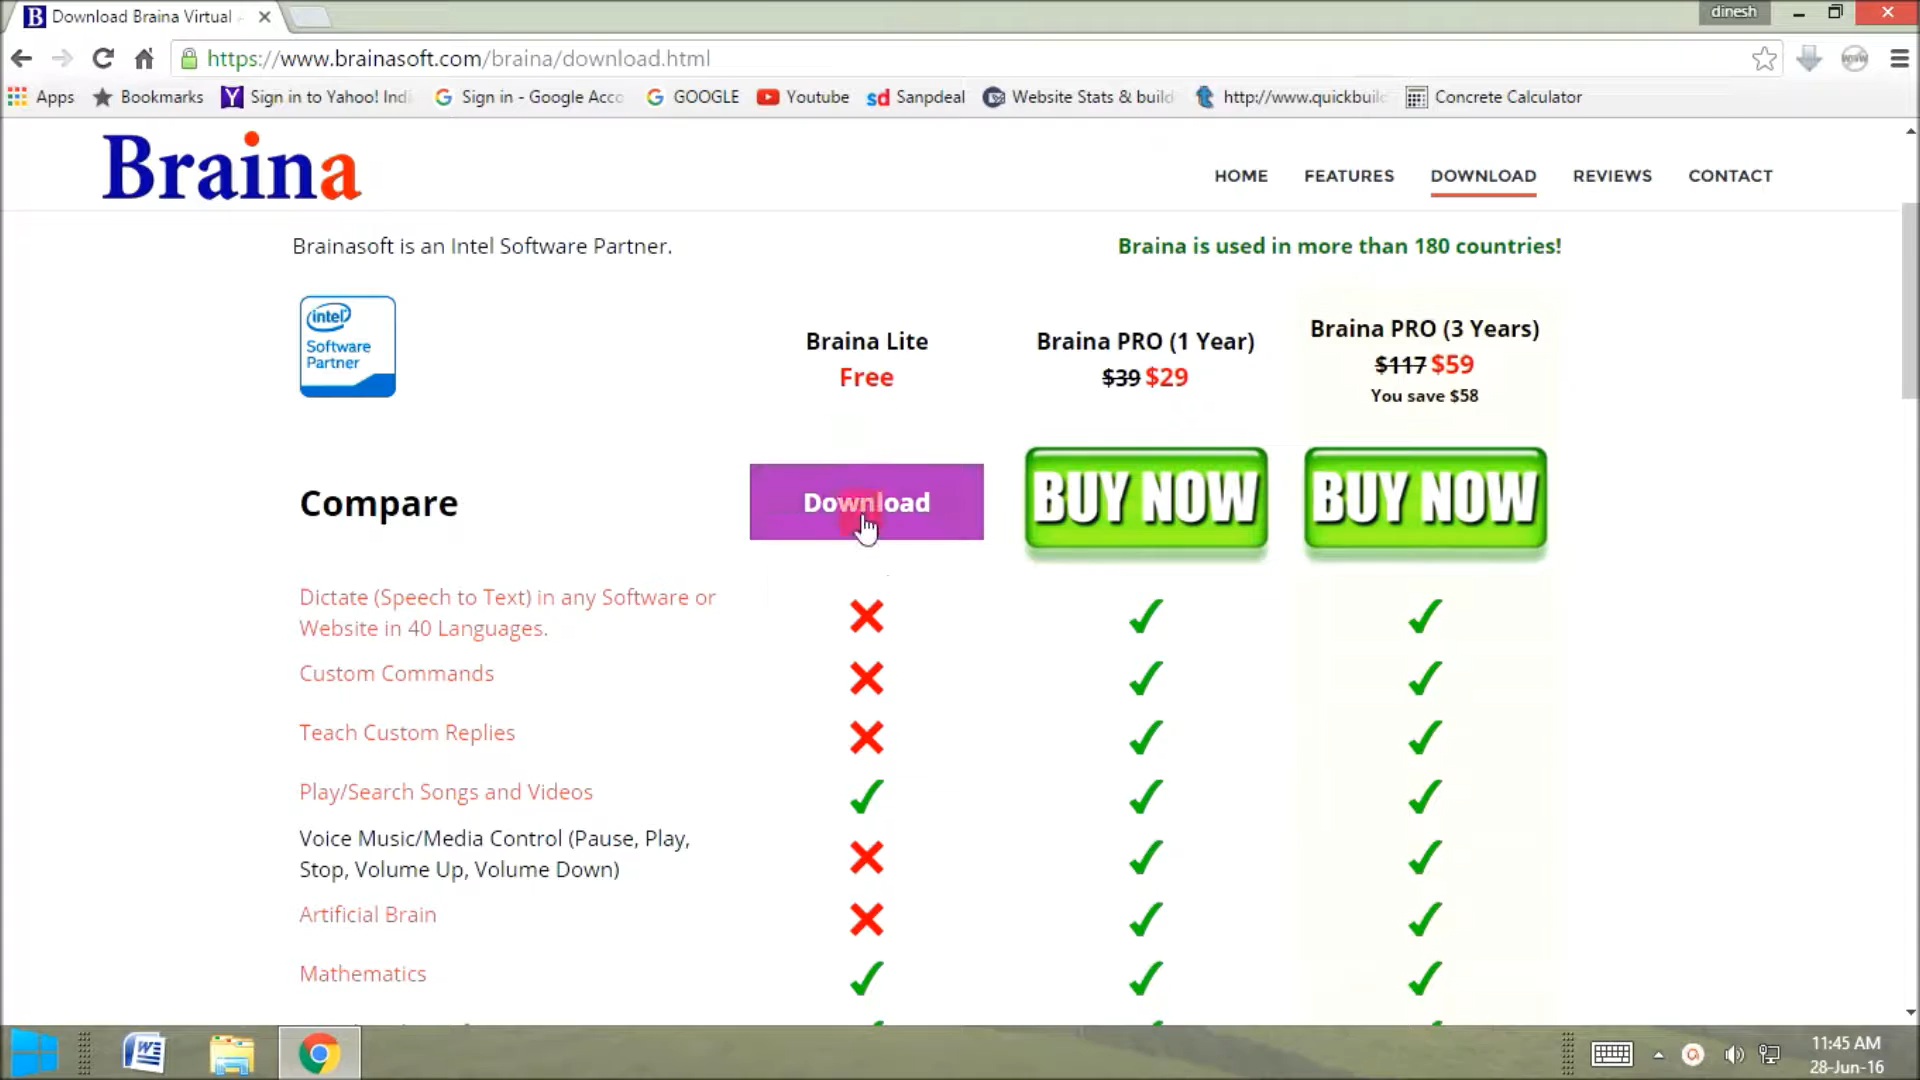 Download Braina Virtual
dinesh
https://www.brainasoft.com/braina/download.html
Apps Bookmarks Sign in to Yahoo! Indi Sign in - Google Acco GOOGLE Youtube sd Sanpdeal Website Stats & build http://www.quickbuild Concrete Calculator
Braina
HOME FEATURES DOWNLOAD REVIEWS CONTACT
Brainasoft is an Intel Software Partner.
Braina is used in more than 180 countries!
intel
Software
Partner
Braina Lite
Free
Braina PRO (1 Year)
$39 $29
Braina PRO (3 Years)
$117 $59
You save $58
Compare
Download
BUY NOW
BUY NOW
Dictate (Speech to Text) in any Software or
Website in 40 Languages.
Custom Commands
Teach Custom Replies
Play/Search Songs and Videos
Voice Music/Media Control (Pause, Play,
Stop, Volume Up, Volume Down)
Artificial Brain
Mathematics
11:45 AM
28-Jun-16